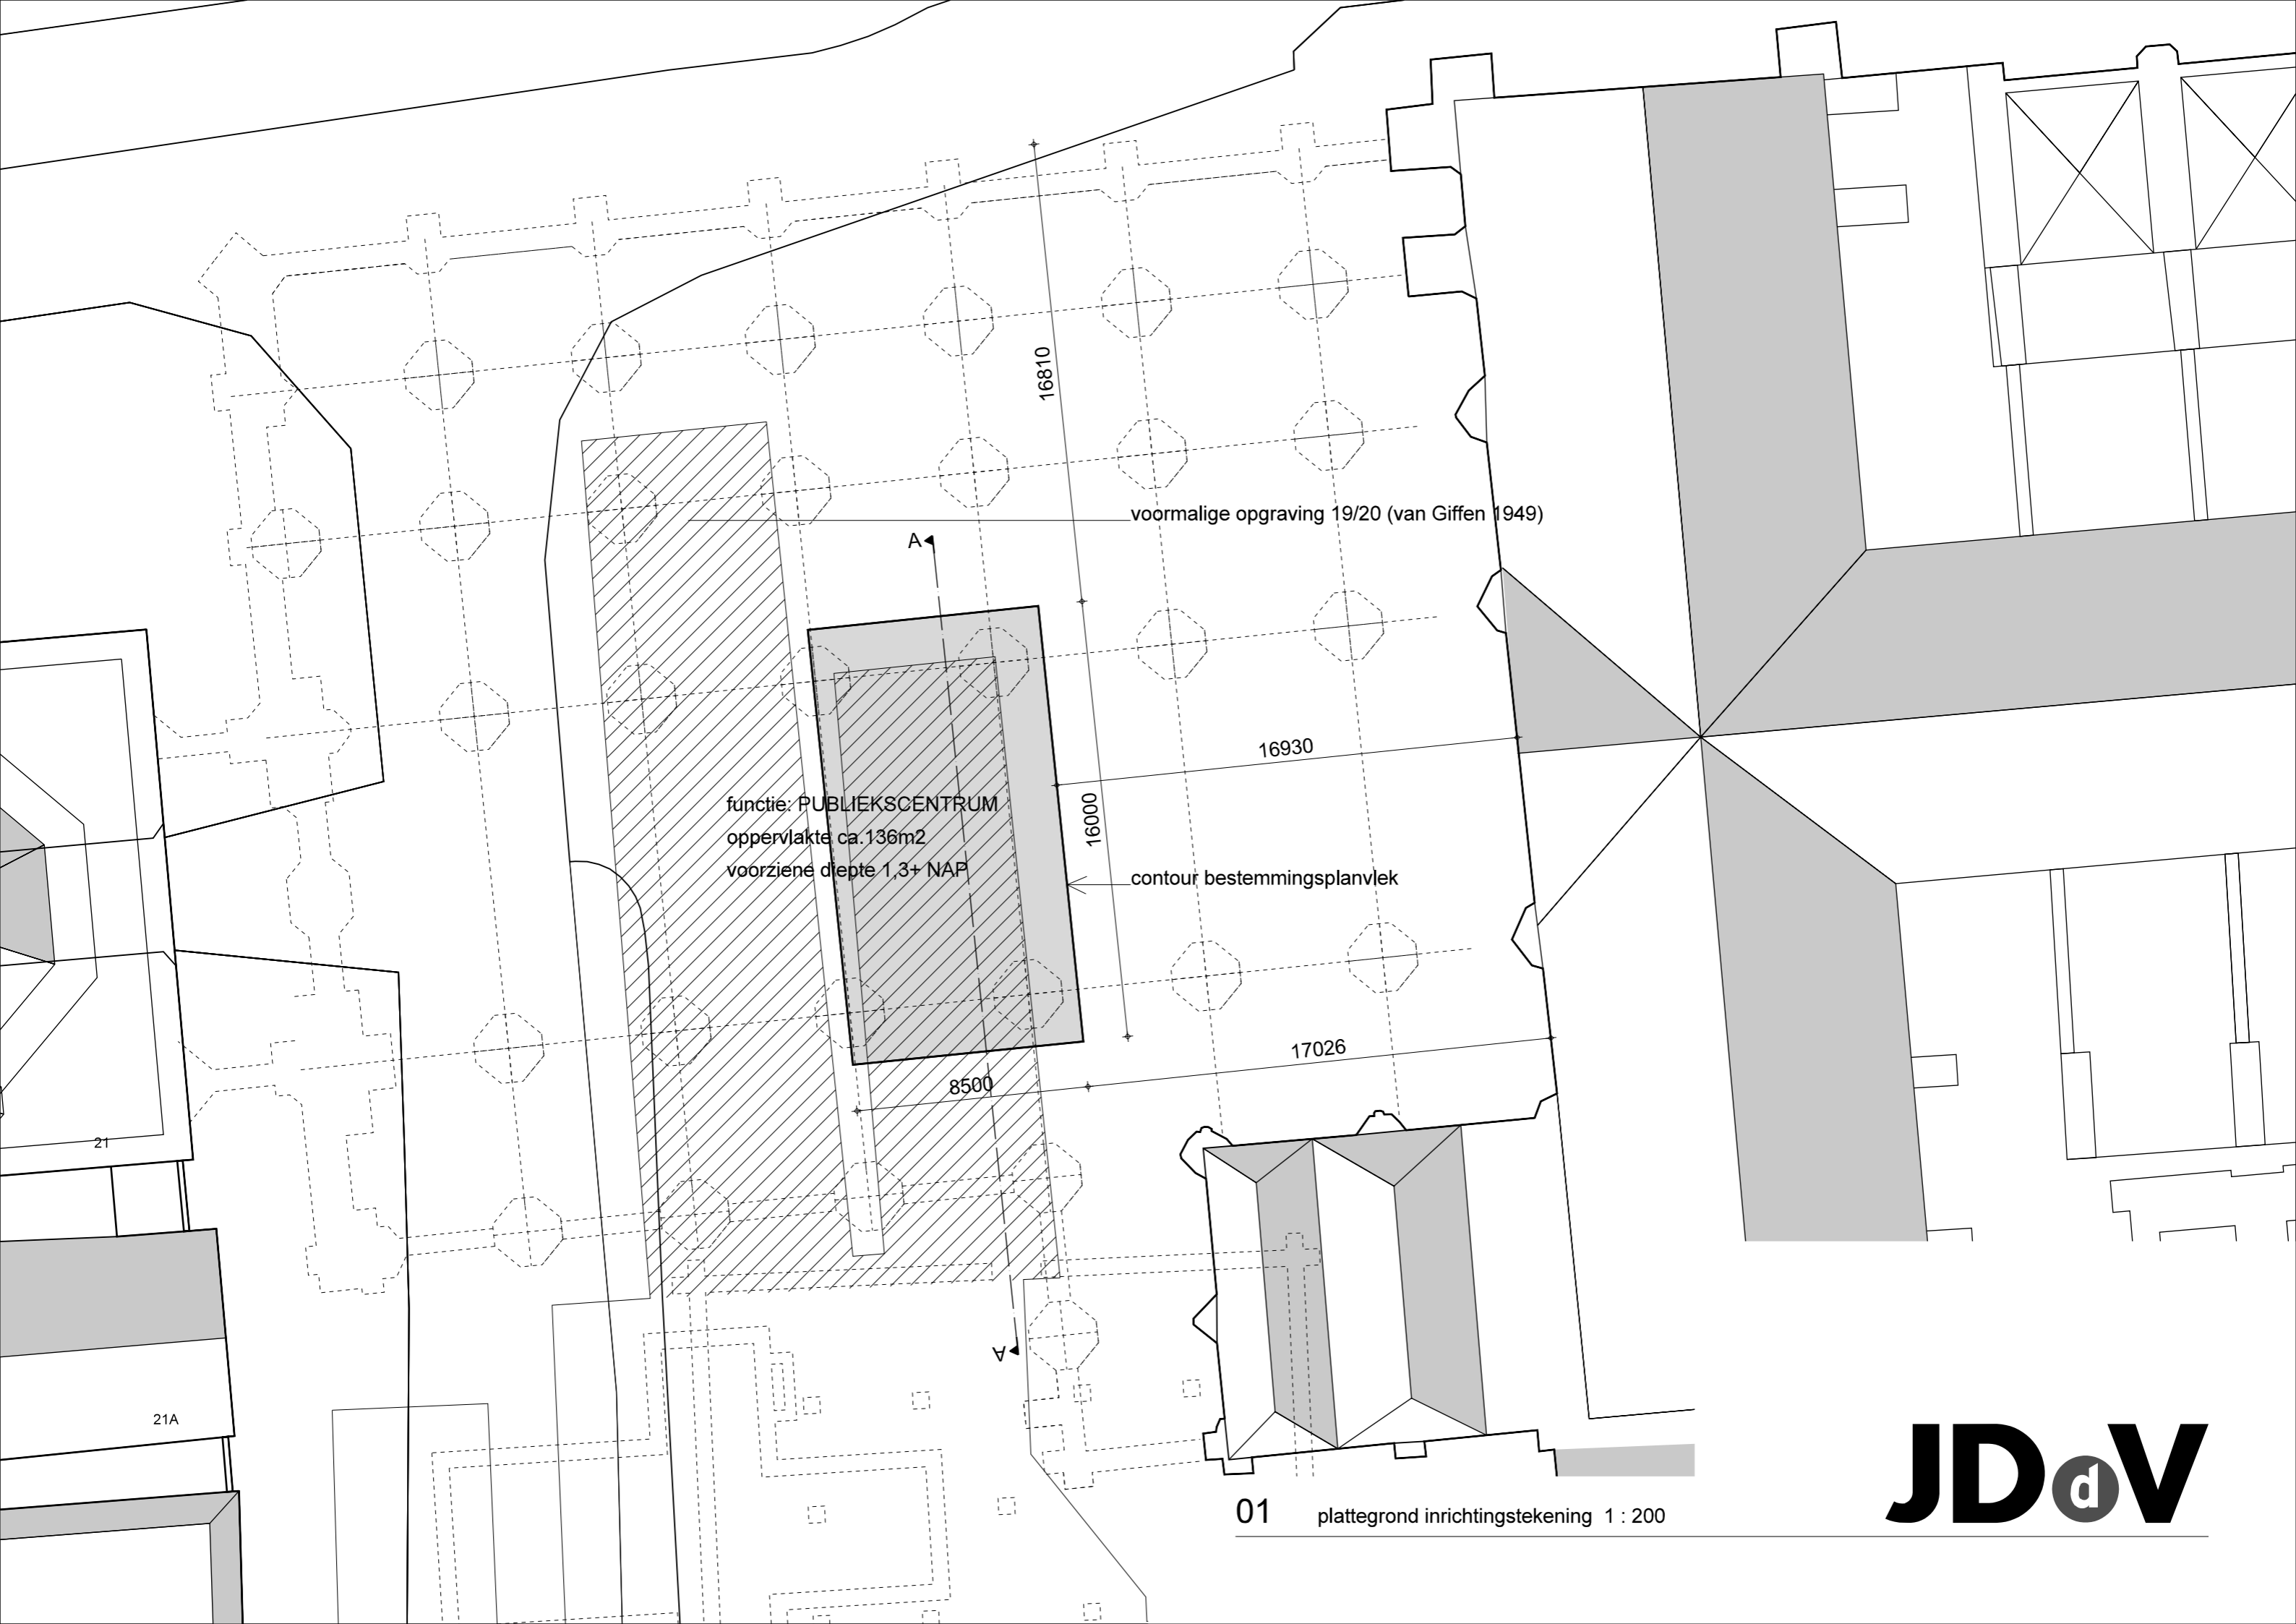 16810
voormalige opgraving 19/20 (van Giffen 1949)
A
16930
functie: PUBLIEKSCENTRUM
oppervlakte ca.136m2
voorziene diepte 1,3+ NAP
16000
contour bestemmingsplanvlek
17026
8500
21
A
21A
01 plattegrond inrichtingstekening 1 : 200
JDdV